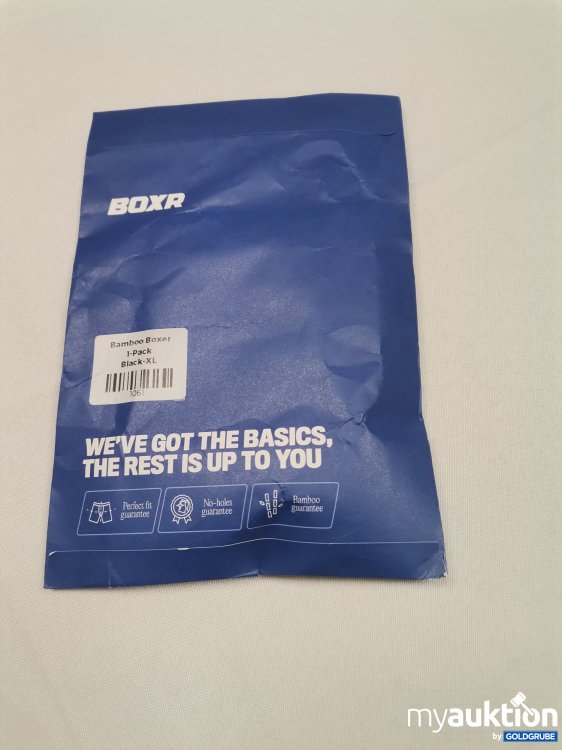 BOXR
Bamboo Boxer
1-Pack
Black-XL
1061
WE'VE GOT THE BASICS,
THE REST IS UP TO YOU
Perfect fit
guarantee
No-holes
guarantee
Bamboo
guarantee
myauktion
by GOLDGRUBE